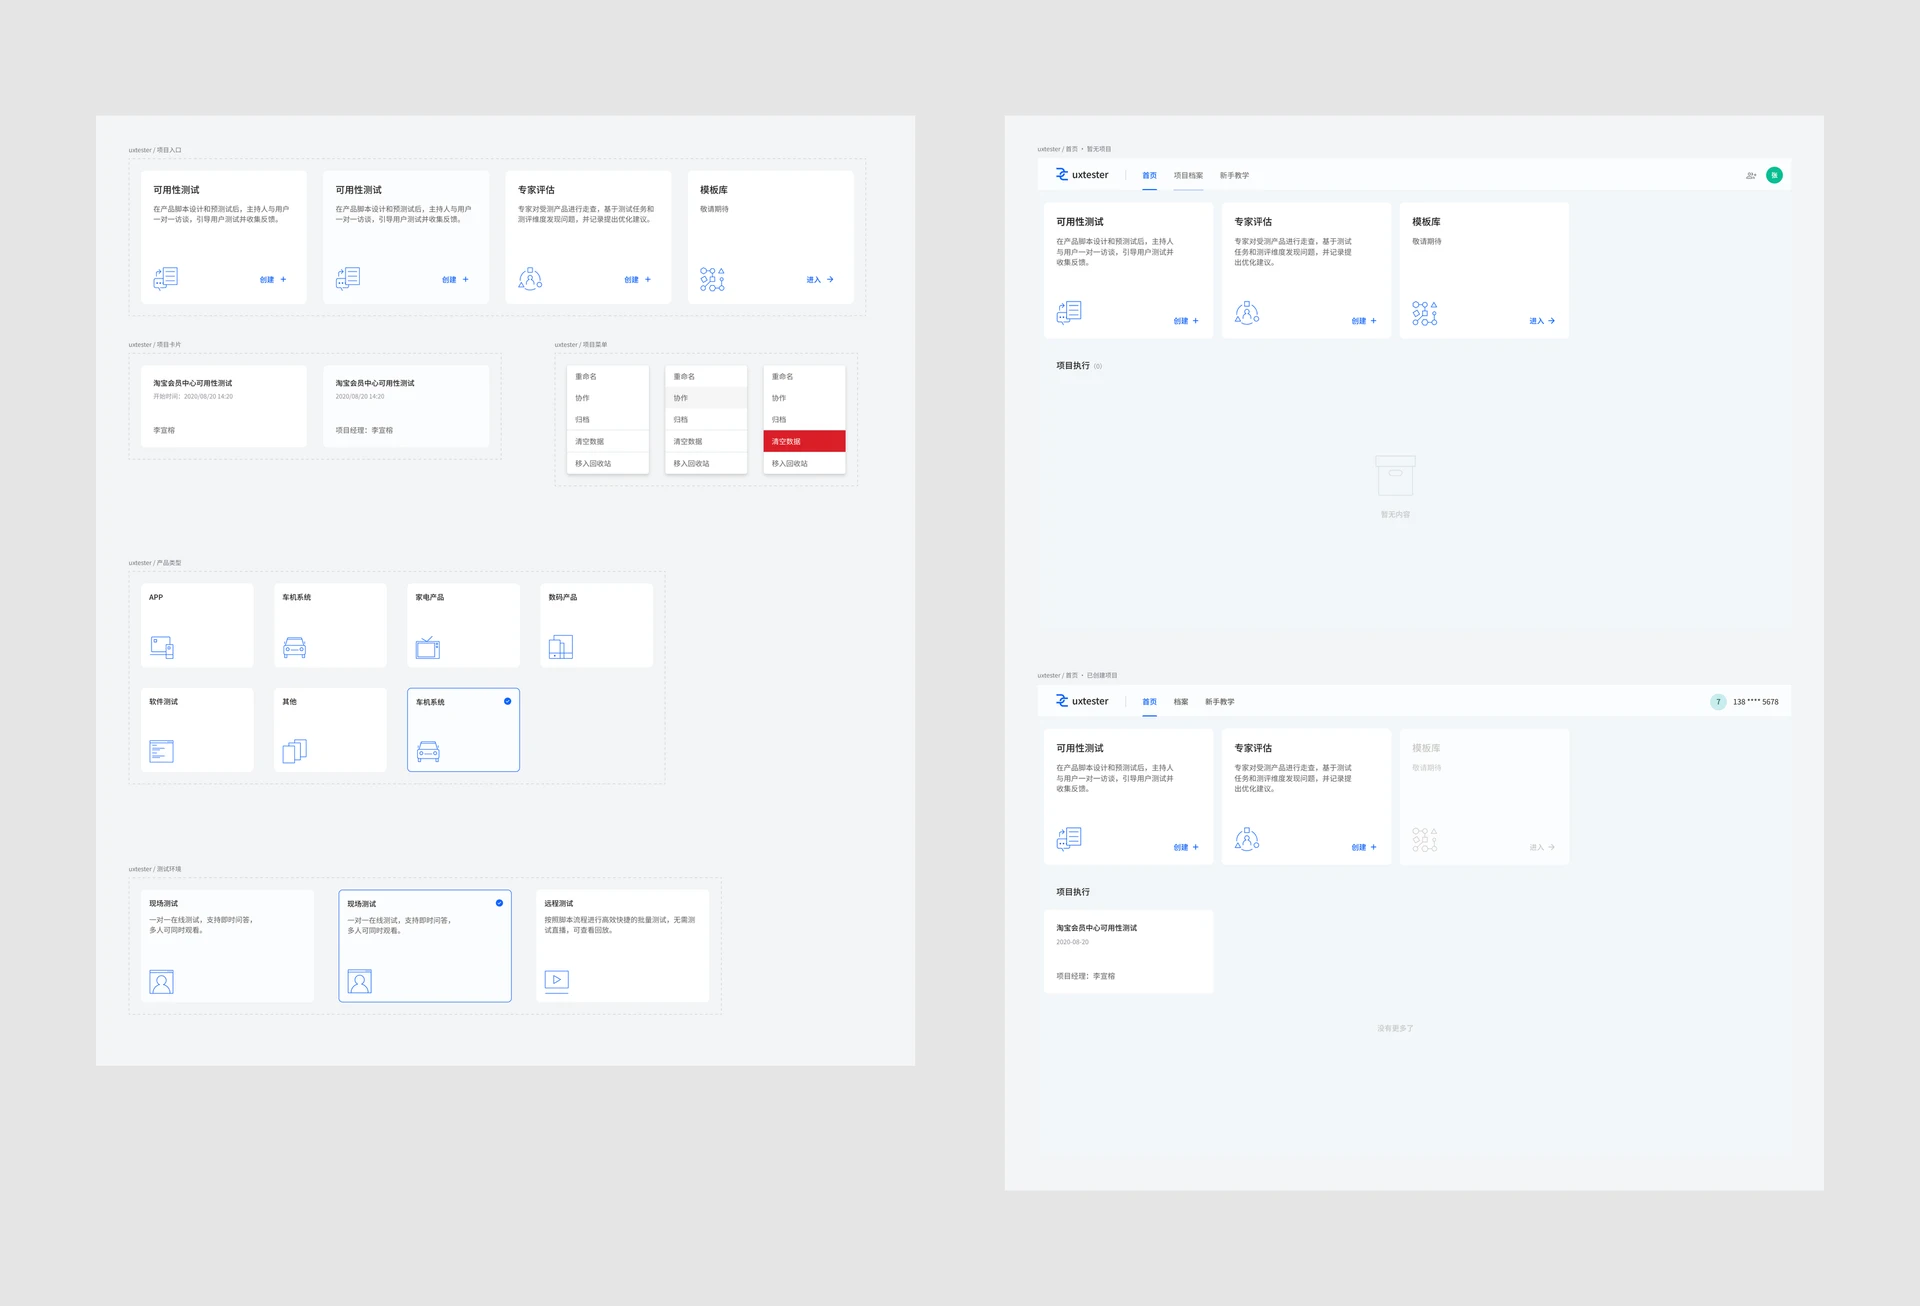 uxtester / 项目入口
可用性测试
在产品脚本设计和预测试后，主持人与用户
一对一访谈，引导用户测试并收集反馈。
创建 +
可用性测试
在产品脚本设计和预测试后，主持人与用户
一对一访谈，引导用户测试并收集反馈。
创建 +
专家评估
专家对受测产品进行走查，基于测试任务和
测评维度发现问题，并记录提出优化建议。
创建 +
模板库
敬请期待
进入 →
uxtester / 项目卡片
淘宝会员中心可用性测试
开始时间：2020/08/20 14:20
李宣榕
淘宝会员中心可用性测试
2020/08/20 14:20
项目经理：李宣榕
uxtester / 项目菜单
重命名
协作
归档
清空数据
移入回收站
重命名
协作
归档
清空数据
移入回收站
重命名
协作
归档
清空数据
移入回收站
uxtester / 产品类型
APP
车机系统
家电产品
数码产品
软件测试
其他
车机系统
uxtester / 测试环境
现场测试
一对一在线测试，支持即时问答，
多人可同时观看。
现场测试
一对一在线测试，支持即时问答，
多人可同时观看。
远程测试
按照脚本流程进行高效快捷的批量测试，无需测
试直播，可查看回放。
uxtester / 首页 · 暂无项目
uxtester
首页
项目档案
新手教学
张
可用性测试
在产品脚本设计和预测试后，主持人
与用户一对一访谈，引导用户测试并
收集反馈。
创建 +
专家评估
专家对受测产品进行走查，基于测试
任务和测评维度发现问题，并记录提
出优化建议。
创建 +
模板库
敬请期待
进入 →
项目执行 (0)
暂无内容
uxtester / 首页 · 已创建项目
uxtester
首页
档案
新手教学
7
138 **** 5678
可用性测试
在产品脚本设计和预测试后，主持人
与用户一对一访谈，引导用户测试并
收集反馈。
创建 +
专家评估
专家对受测产品进行走查，基于测试
任务和测评维度发现问题，并记录提
出优化建议。
创建 +
模板库
敬请期待
进入 →
项目执行
淘宝会员中心可用性测试
2020-08-20
项目经理：李宣榕
没有更多了